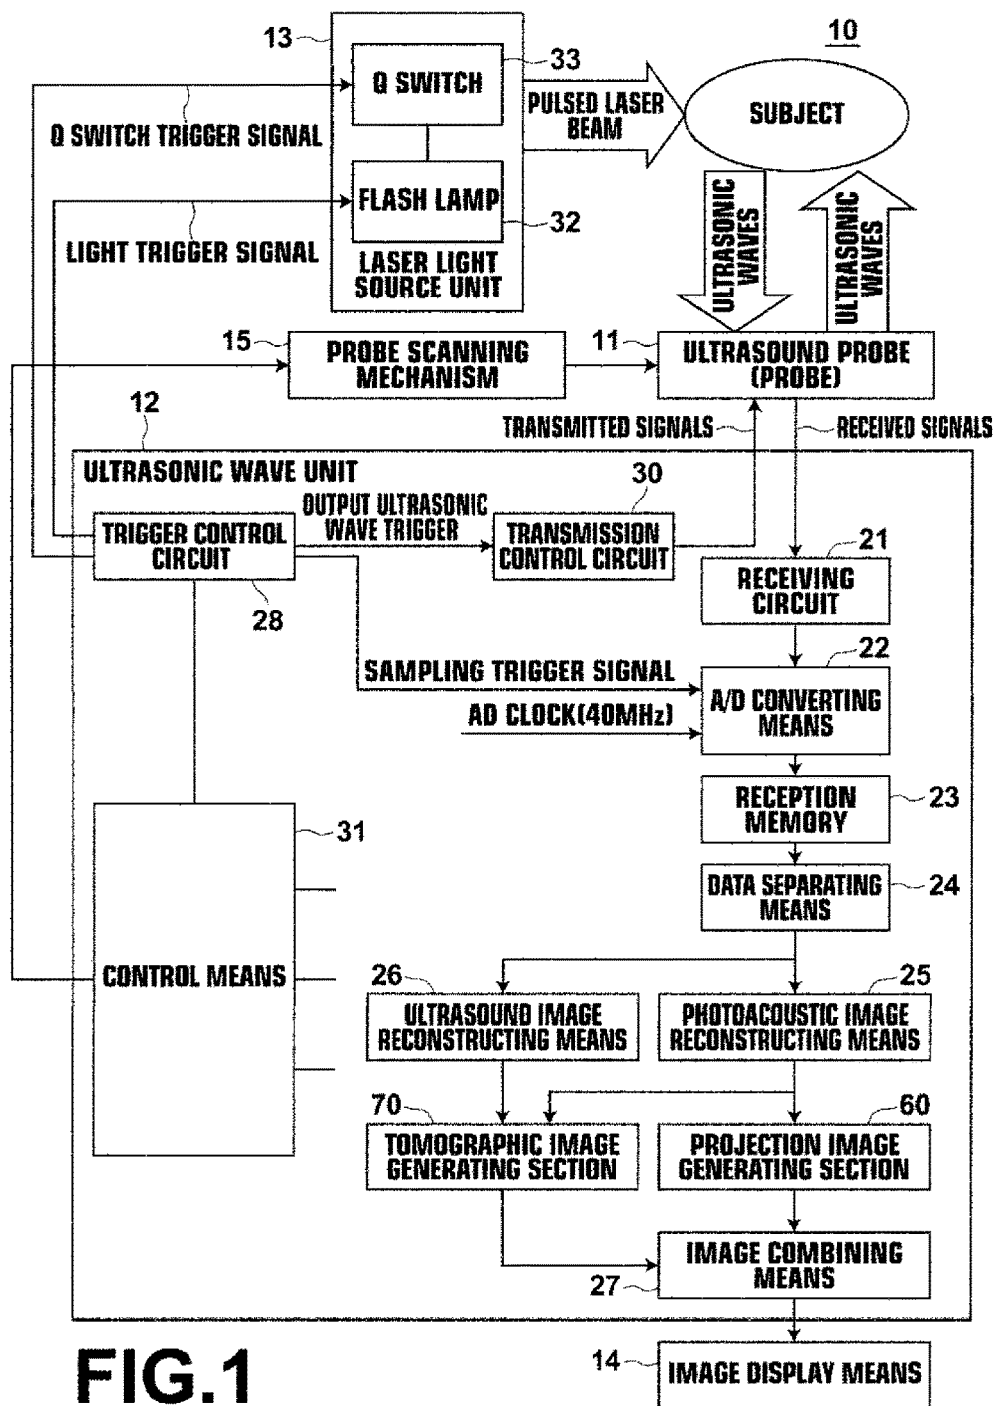 10
13
33
Q SWITCH
PULSED LASER
BEAM
SUBJECT
Q SWITCH TRIGGER SIGNAL
FLASH LAMP
32
LIGHT TRIGGER SIGNAL
LASER LIGHT
SOURCE UNIT
ULTRASONIC
WAVES
ULTRASONIC
WAVES
15
PROBE SCANNING
MECHANISM
11
ULTRASOUND PROBE
(PROBE)
12
TRANSMITTED SIGNALS
RECEIVED SIGNALS
ULTRASONIC WAVE UNIT
30
OUTPUT ULTRASONIC
WAVE TRIGGER
TRIGGER CONTROL
CIRCUIT
28
TRANSMISSION
CONTROL CIRCUIT
21
RECEIVING
CIRCUIT
22
SAMPLING TRIGGER SIGNAL
A/D CONVERTING
MEANS
AD CLOCK(40MHz)
RECEPTION
MEMORY
23
31
DATA SEPARATING
MEANS
24
CONTROL MEANS
26
ULTRASOUND IMAGE
RECONSTRUCTING MEANS
25
PHOTOACOUSTIC IMAGE
RECONSTRUCTING MEANS
70
TOMOGRAPHIC IMAGE
GENERATING SECTION
60
PROJECTION IMAGE
GENERATING SECTION
IMAGE COMBINING
MEANS
27
14
IMAGE DISPLAY MEANS
FIG.1